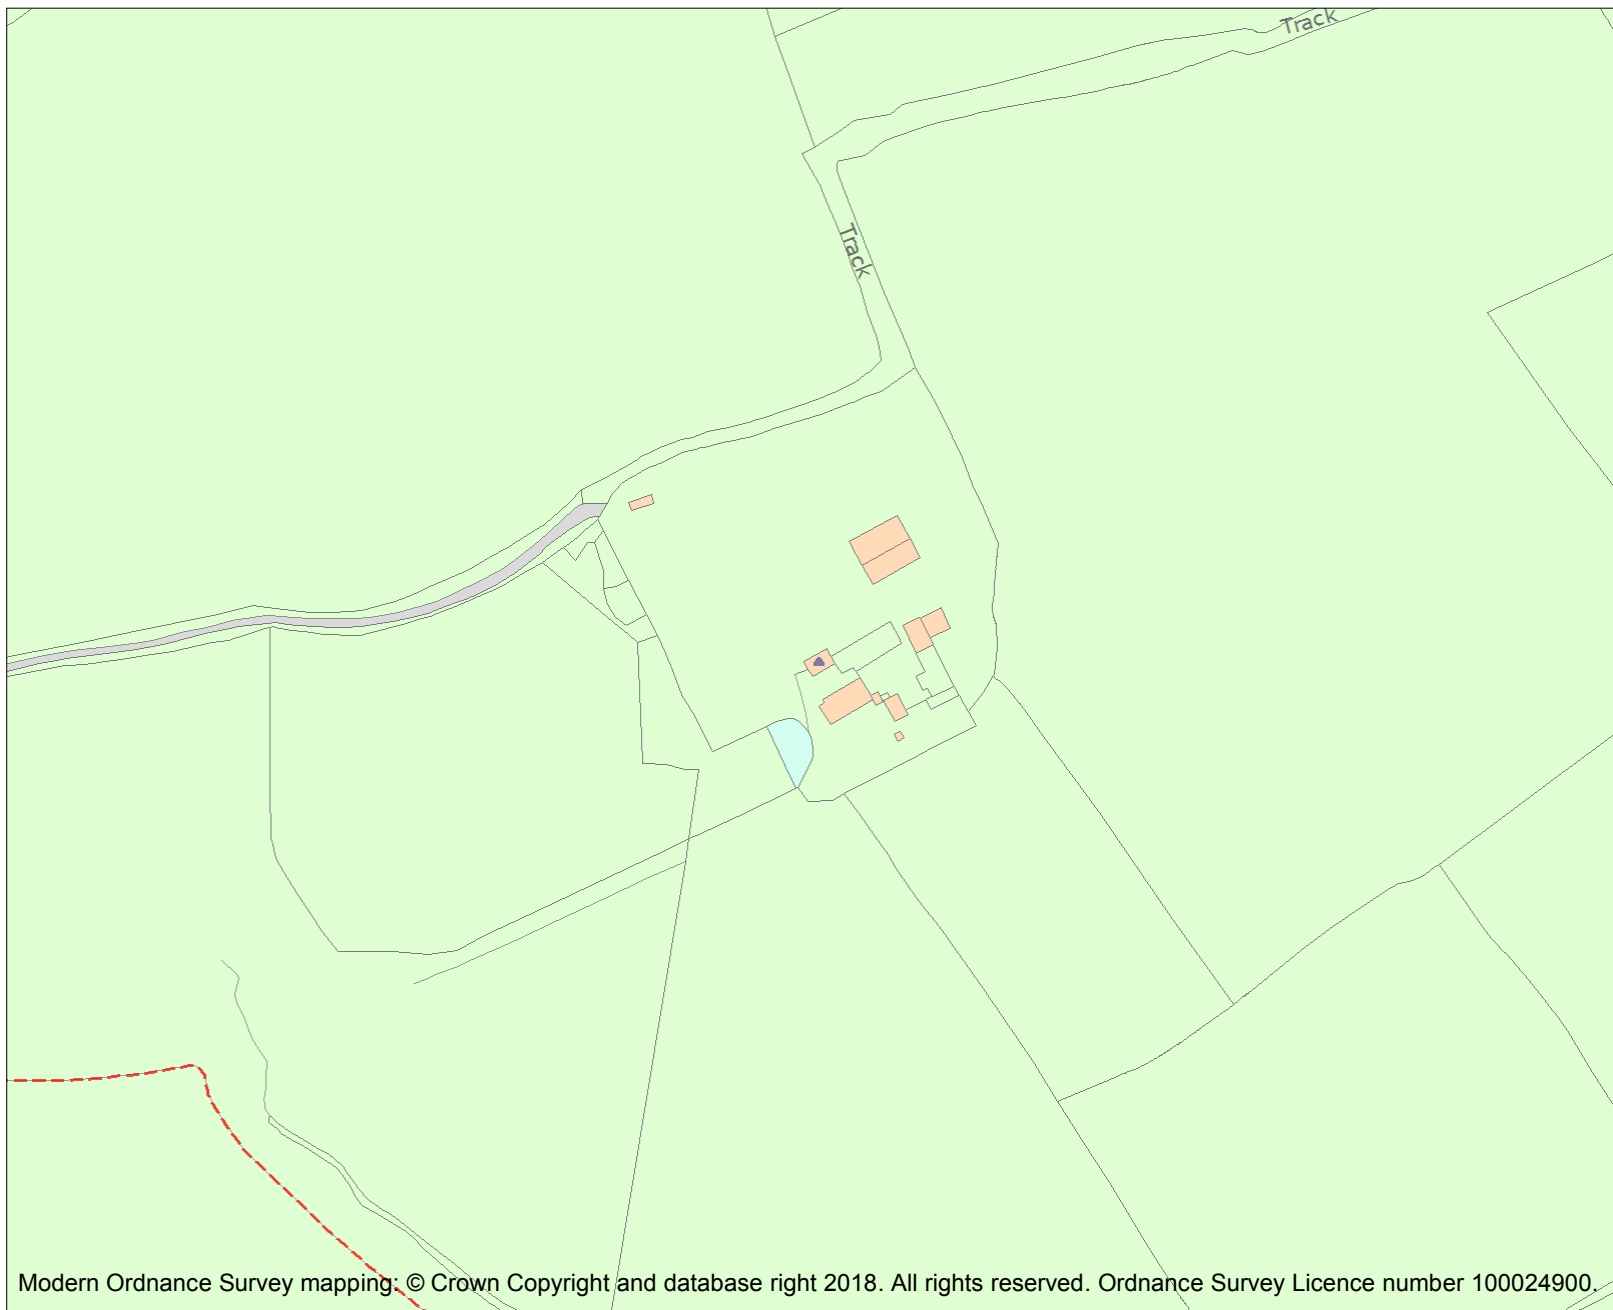 Track
Track
Modern Ordnance Survey mapping: © Crown Copyright and database right 2018. All rights reserved. Ordnance Survey Licence number 100024900.